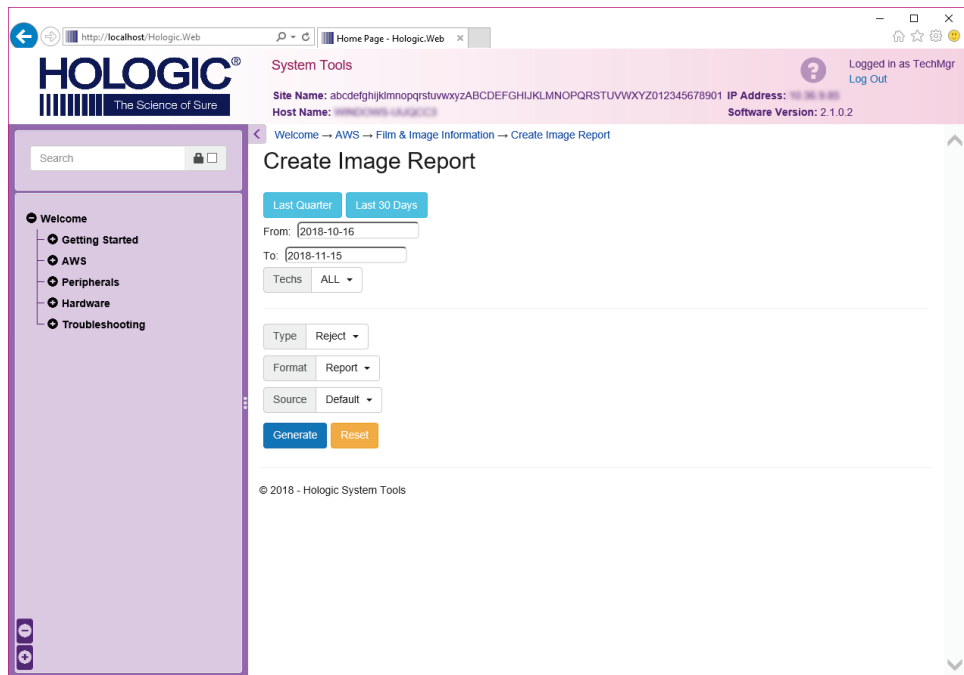 http://localhost/Hologic.Web
Home Page - Hologic.Web
HOLOGIC®
The Science of Sure
System Tools
Logged in as TechMgr
Log Out
Site Name: abcdefghijklmnopqrstuvwxyzABCDEFGHIJKLMNOPQRSTUVWXYZ012345678901 IP Address:
Host Name:
Software Version: 2.1.0.2
Welcome → AWS → Film & Image Information → Create Image Report
Search
Welcome
Getting Started
AWS
Peripherals
Hardware
Troubleshooting
Create Image Report
Last Quarter Last 30 Days
From: 2018-10-16
To: 2018-11-15
Techs ALL
Type Reject
Format Report
Source Default
Generate Reset
© 2018 - Hologic System Tools